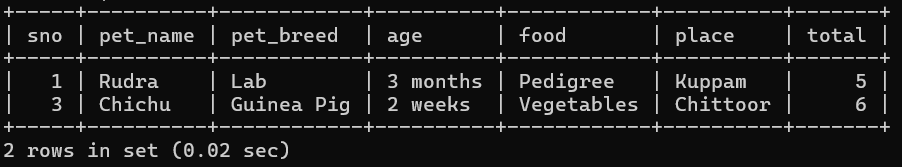 +-----+----------+------------+----------+------------+----------+-------+
| sno | pet_name | pet_breed  | age      | food       | place    | total |
+-----+----------+------------+----------+------------+----------+-------+
|   1 | Rudra    | Lab        | 3 months | Pedigree   | Kuppam   |     5 |
|   3 | Chichu   | Guinea Pig | 2 weeks  | Vegetables | Chittoor |     6 |
+-----+----------+------------+----------+------------+----------+-------+
2 rows in set (0.02 sec)